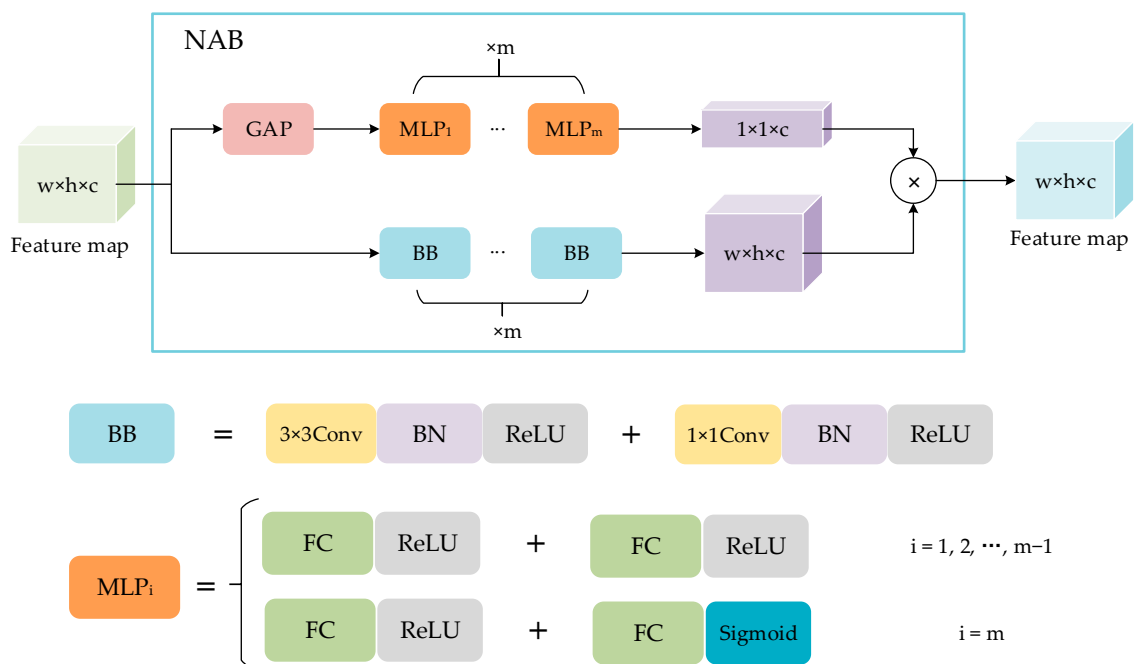 NAB
×m
GAP
MLP₁
...
MLPₘ
1×1×c
w×h×c
Feature map
×
w×h×c
Feature map
BB
...
BB
w×h×c
×m
BB = 3×3Conv BN ReLU + 1×1Conv BN ReLU
FC ReLU + FC ReLU i = 1, 2, ···, m−1
MLPᵢ =
FC ReLU + FC Sigmoid i = m